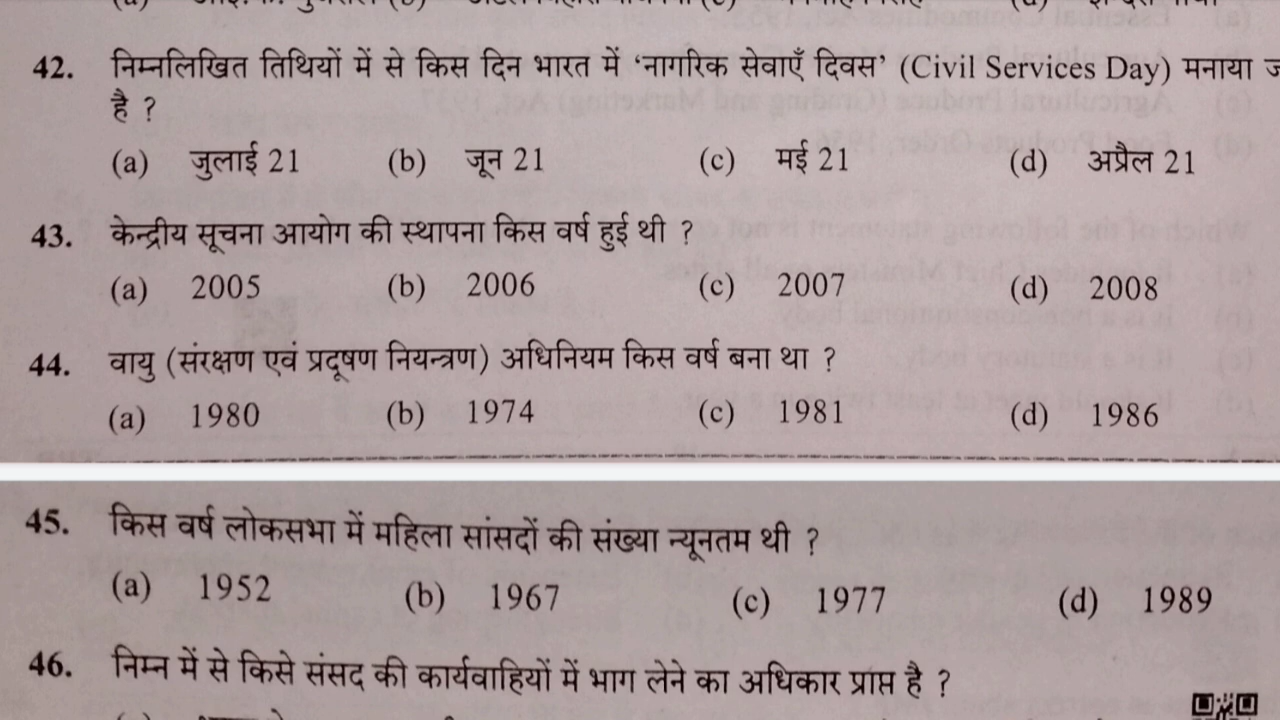 42. निम्नलिखित तिथियों में से किस दिन भारत में ‘नागरिक सेवाएँ दिवस’ (Civil Services Day) मनाया
है ?
(a) जुलाई 21 (b) जून 21 (c) मई 21 (d) अप्रैल 21
43. केन्द्रीय सूचना आयोग की स्थापना किस वर्ष हुई थी ?
(a) 2005 (b) 2006 (c) 2007 (d) 2008
44. वायु (संरक्षण एवं प्रदूषण नियन्त्रण) अधिनियम किस वर्ष बना था ?
(a) 1980 (b) 1974 (c) 1981 (d) 1986
45. किस वर्ष लोकसभा में महिला सांसदों की संख्या न्यूनतम थी ?
(a) 1952 (b) 1967 (c) 1977 (d) 1989
46. निम्न में से किसे संसद की कार्यवाहियों में भाग लेने का अधिकार प्राप्त है ?